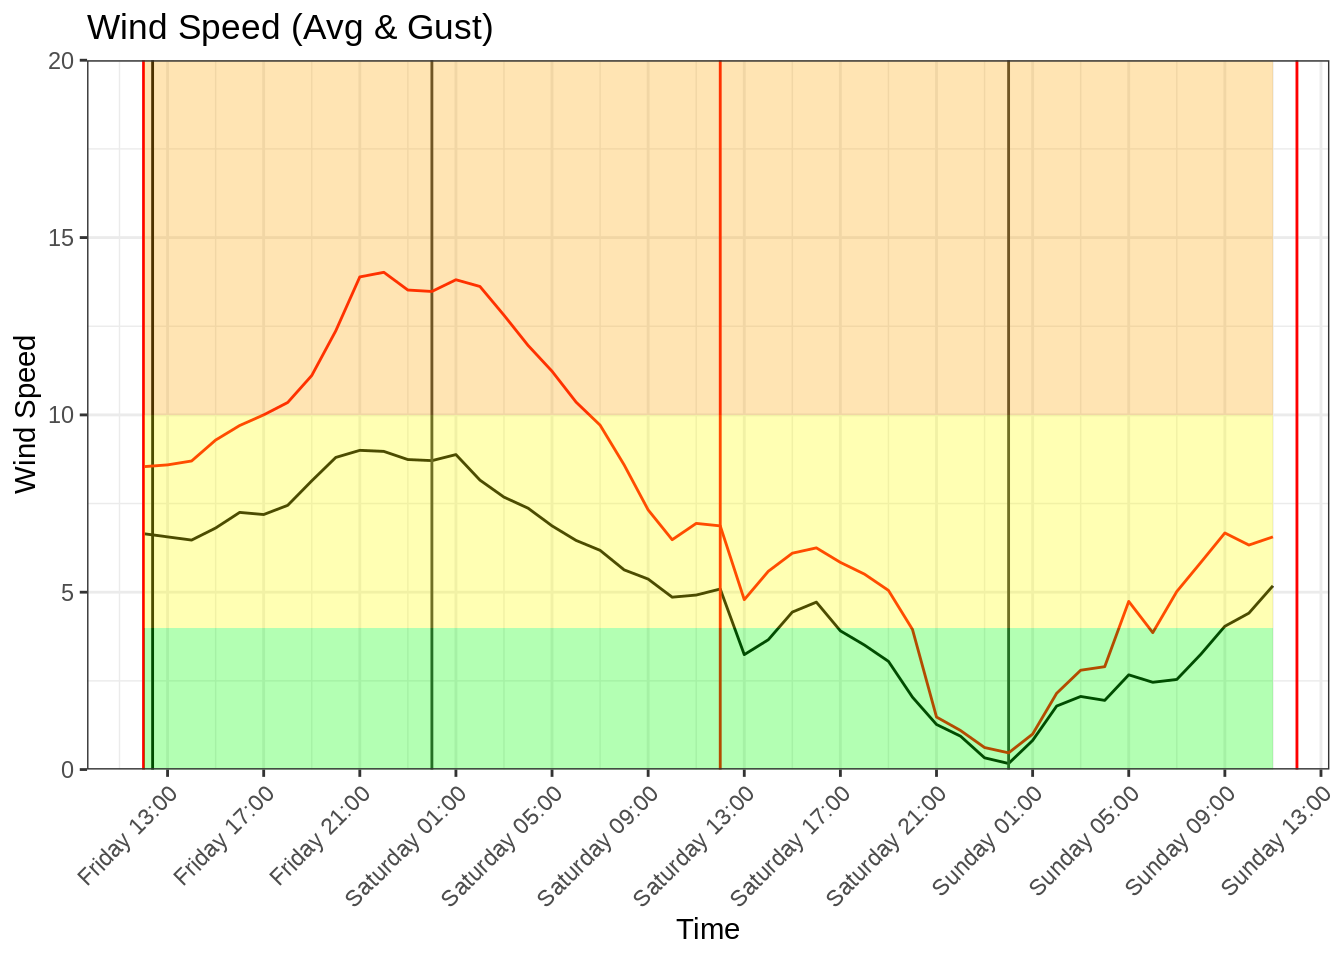 Wind Speed (Avg & Gust)
20
15
10
5
0
Wind Speed
Friday 13:00
Friday 17:00
Friday 21:00
Saturday 01:00
Saturday 05:00
Saturday 09:00
Saturday 13:00
Saturday 17:00
Saturday 21:00
Sunday 01:00
Sunday 05:00
Sunday 09:00
Sunday 13:00
Time